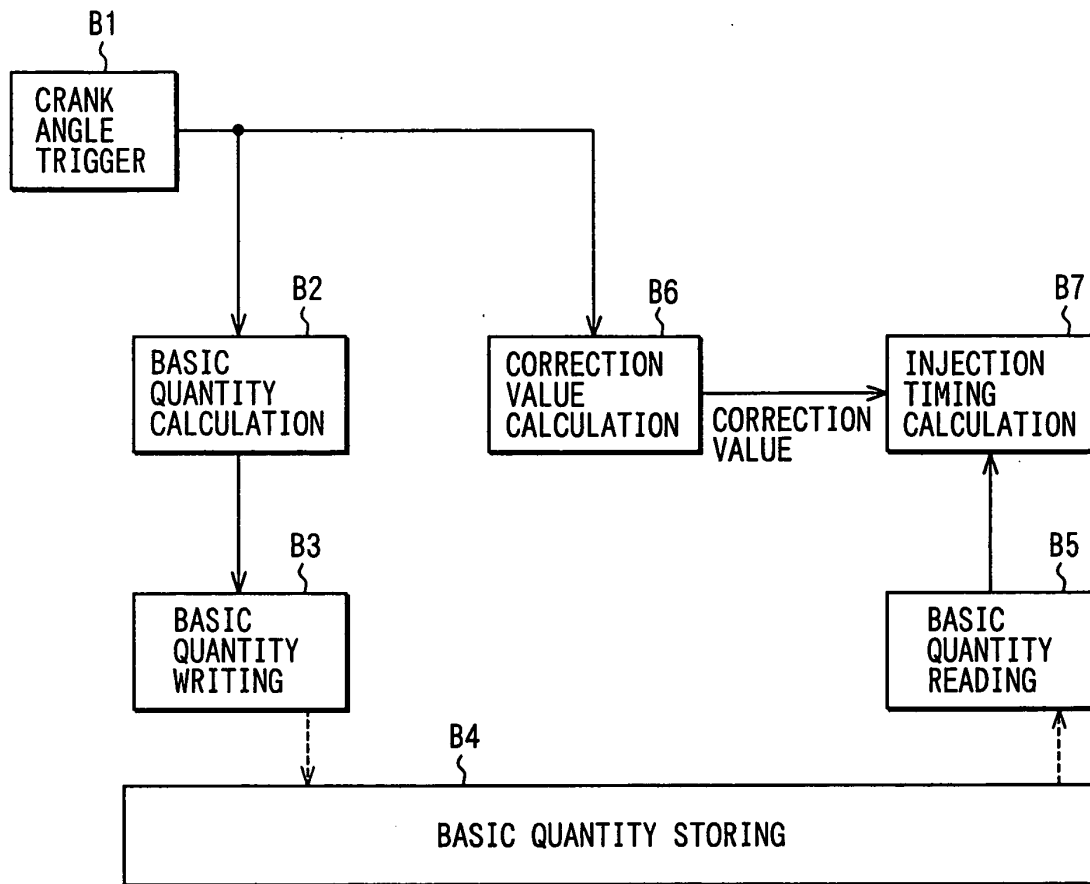 B1
CRANK
ANGLE
TRIGGER
B2
BASIC
QUANTITY
CALCULATION
B6
CORRECTION
VALUE
CALCULATION
CORRECTION
VALUE
B7
INJECTION
TIMING
CALCULATION
B3
BASIC
QUANTITY
WRITING
B5
BASIC
QUANTITY
READING
B4
BASIC QUANTITY STORING